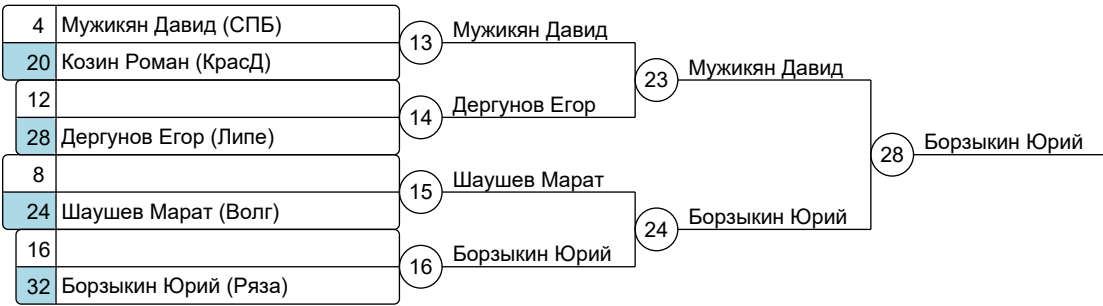 4 Мужикян Давид (СПБ)
20 Козин Роман (КрасД)
12
28 Дергунов Егор (Липе)
8
24 Шаушев Марат (Волг)
16
32 Борзыкин Юрий (Ряза)
13 Мужикян Давид
14 Дергунов Егор
15 Шаушев Марат
16 Борзыкин Юрий
23 Мужикян Давид
24 Борзыкин Юрий
28 Борзыкин Юрий